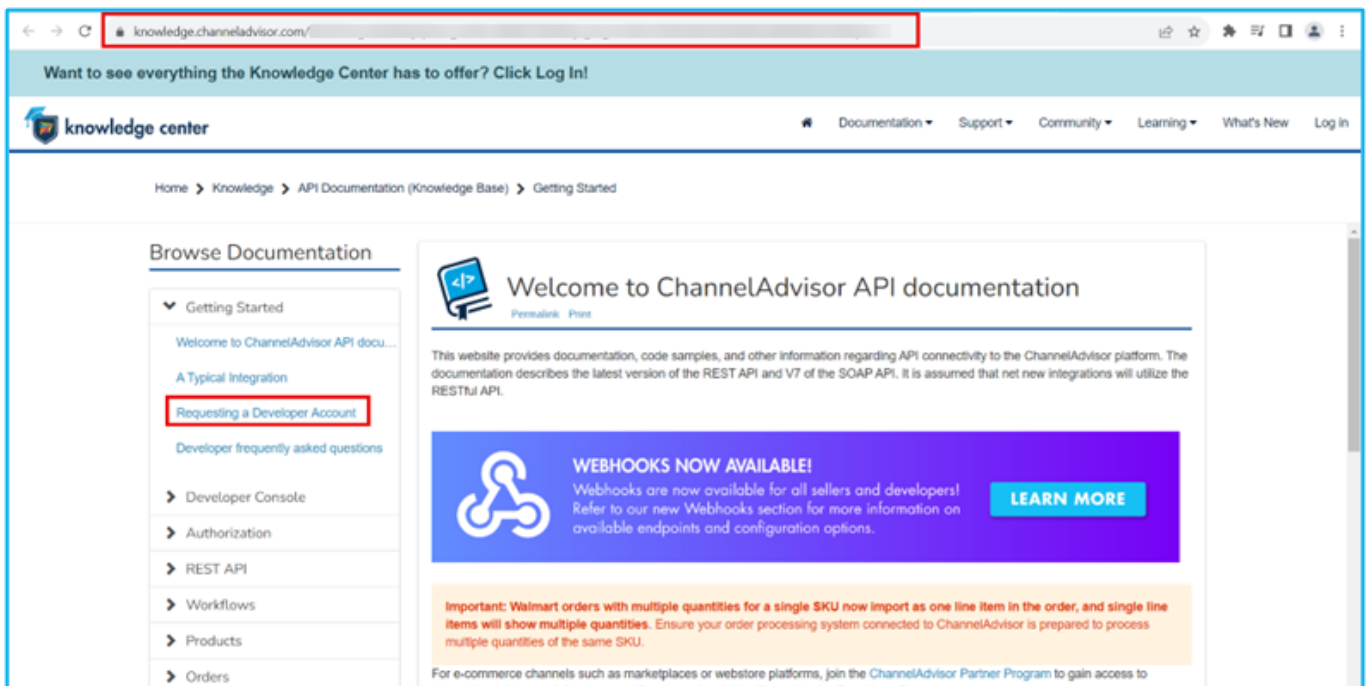 knowledge.channeladvisor.com/
Want to see everything the Knowledge Center has to offer? Click Log In!
knowledge center
Documentation
Support
Community
Learning
What's New
Log in
Home > Knowledge > API Documentation (Knowledge Base) > Getting Started
Browse Documentation
Getting Started
Welcome to ChannelAdvisor API docu...
A Typical Integration
Requesting a Developer Account
Developer frequently asked questions
Developer Console
Authorization
REST API
Workflows
Products
Orders
Welcome to ChannelAdvisor API documentation
Permalink Print
This website provides documentation, code samples, and other information regarding API connectivity to the ChannelAdvisor platform. The
documentation describes the latest version of the REST API and V7 of the SOAP API. It is assumed that net new integrations will utilize the
RESTful API.
WEBHOOKS NOW AVAILABLE!
Webhooks are now available for all sellers and developers!
Refer to our new Webhooks section for more information on
available endpoints and configuration options.
LEARN MORE
Important: Walmart orders with multiple quantities for a single SKU now import as one line item in the order, and single line
items will show multiple quantities. Ensure your order processing system connected to ChannelAdvisor is prepared to process
multiple quantities of the same SKU.
For e-commerce channels such as marketplaces or webstore platforms, join the ChannelAdvisor Partner Program to gain access to